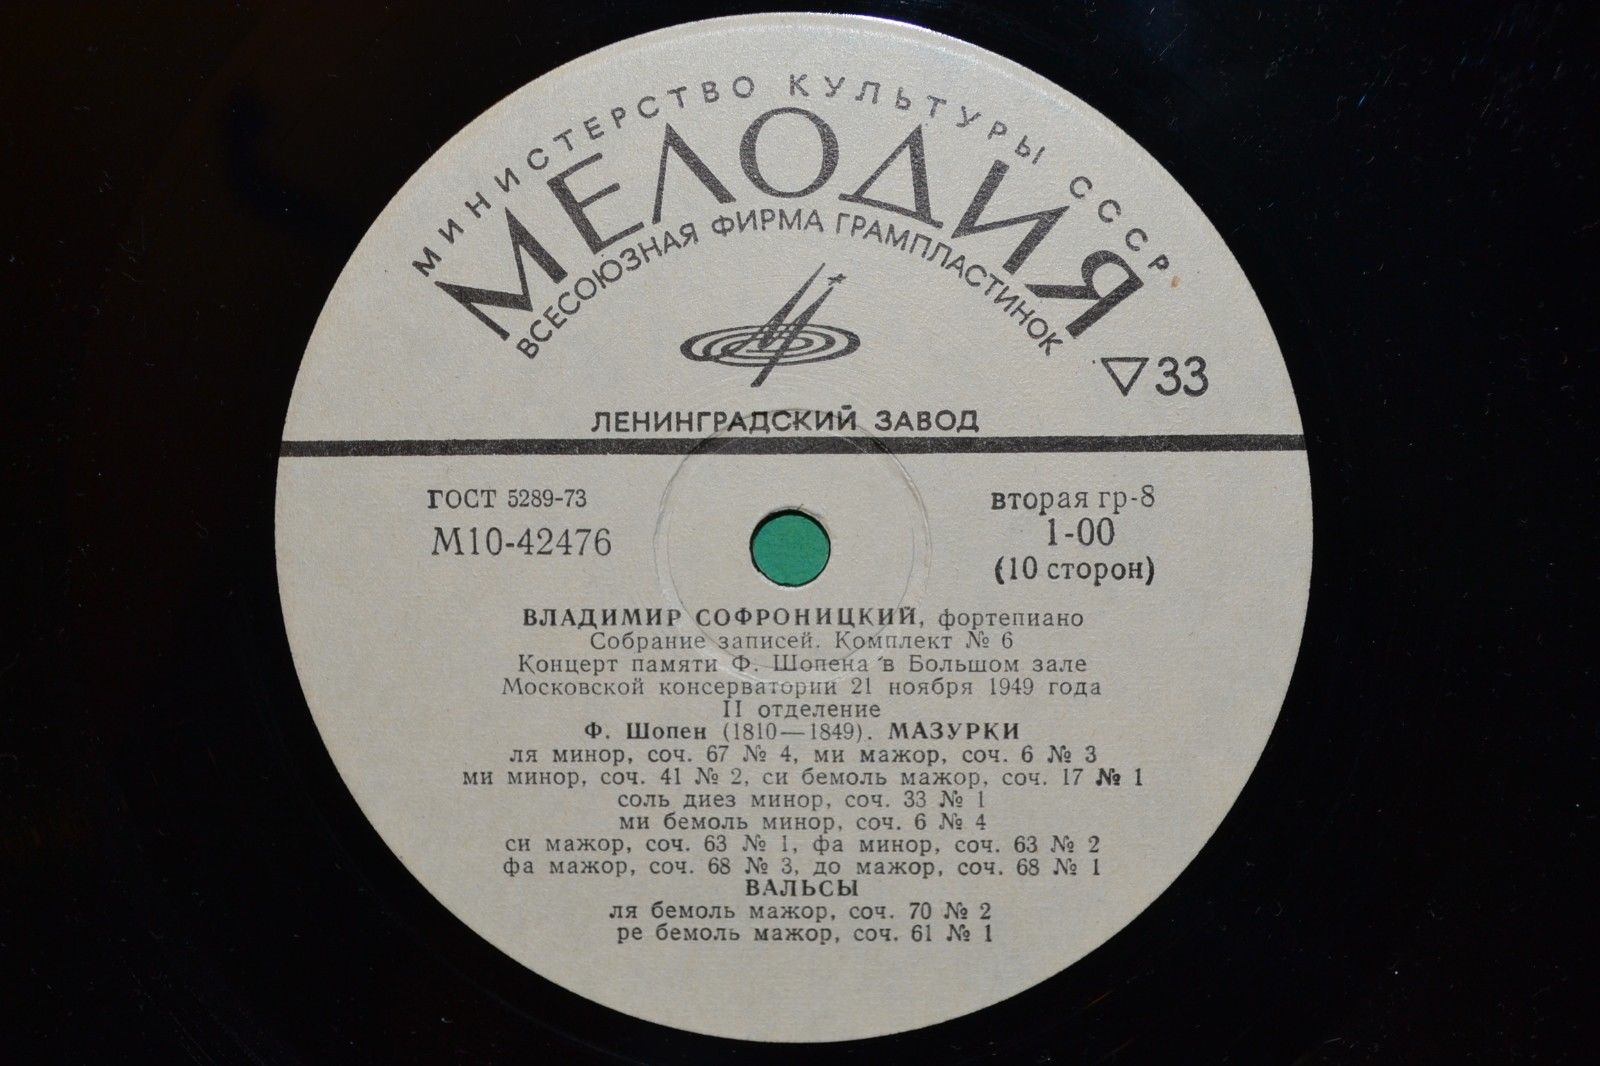 МИНИСТЕРСТВО КУЛЬТУРЫ СССР
МЕЛОДИЯ
ВСЕСОЮЗНАЯ ФИРМА ГРАМПЛАСТИНОК
▽33
ЛЕНИНГРАДСКИЙ ЗАВОД
ГОСТ 5289-73
вторая гр-8
М10-42476
1-00
(10 сторон)
ВЛАДИМИР СОФРОНИЦКИЙ, фортепиано
Собрание записей. Комплект № 6
Концерт памяти Ф. Шопена в Большом зале
Московской консерватории 21 ноября 1949 года
II отделение
Ф. Шопен (1810—1849). МАЗУРКИ
ля минор, соч. 67 № 4, ми мажор, соч. 6 № 3
ми минор, соч. 41 № 2, си бемоль мажор, соч. 17 № 1
соль диез минор, соч. 33 № 1
ми бемоль минор, соч. 6 № 4
си мажор, соч. 63 № 1, фа минор, соч. 63 № 2
фа мажор, соч. 68 № 3, до мажор, соч. 68 № 1
ВАЛЬСЫ
ля бемоль мажор, соч. 70 № 2
ре бемоль мажор, соч. 61 № 1